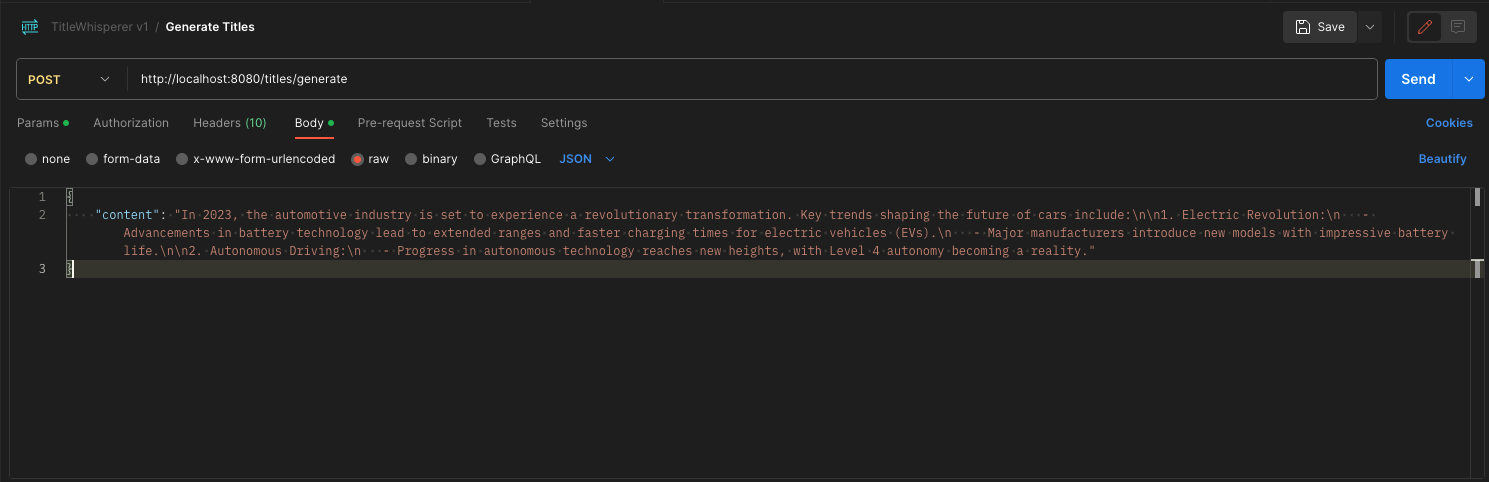 HTTP TitleWhisperer v1 / Generate Titles Save
POST http://localhost:8080/titles/generate Send
Params Authorization Headers (10) Body Pre-request Script Tests Settings Cookies
none form-data x-www-form-urlencoded raw binary GraphQL JSON Beautify
1 {
2 "content": "In 2023, the automotive industry is set to experience a revolutionary transformation. Key trends shaping the future of cars include:\n\n1. Electric Revolution:\n   -
Advancements in battery technology lead to extended ranges and faster charging times for electric vehicles (EVs).\n   - Major manufacturers introduce new models with impressive battery
life.\n\n2. Autonomous Driving:\n   - Progress in autonomous technology reaches new heights, with Level 4 autonomy becoming a reality."
3 }